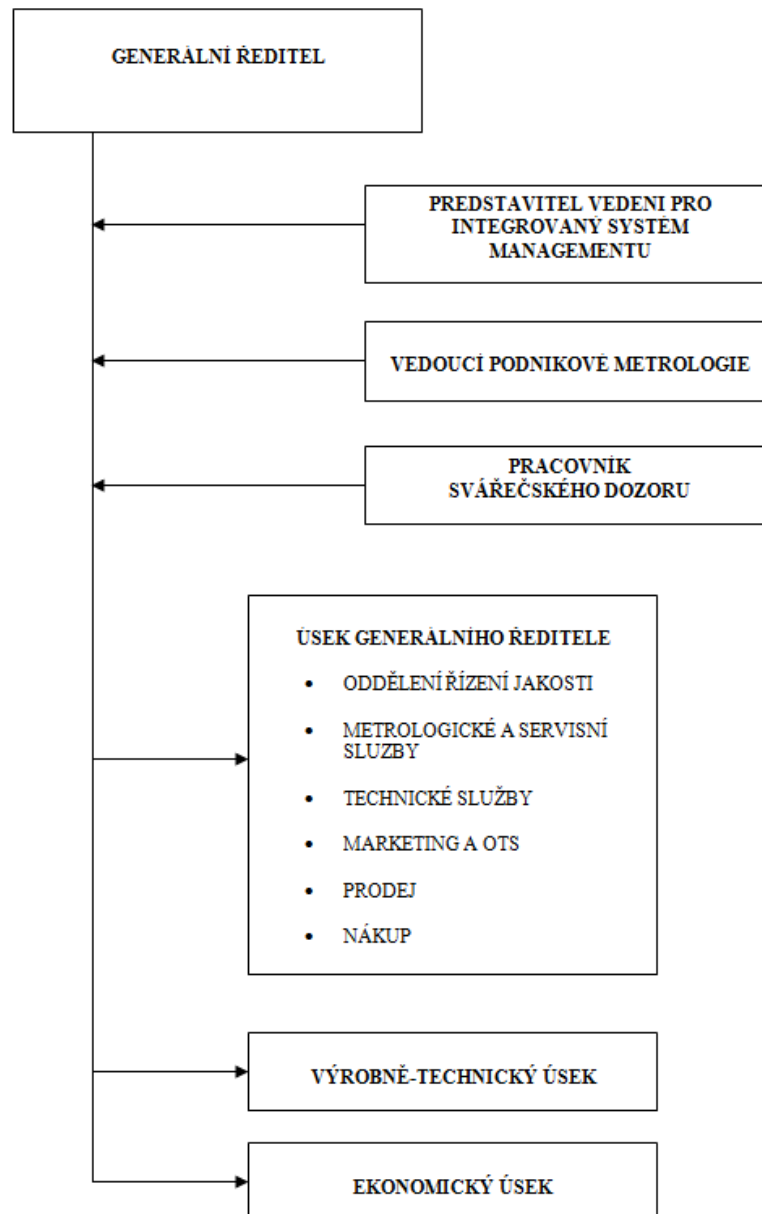 GENERÁLNÍ ŘEDITEL
PREDSTAVITEL VEDENI PRO
INTEGROVANÝ SYSTÉM
MANAGEMENTU
VEDOUCÍ PODNIKOVÉ METROLOGIE
PRACOVNÍK
SVÁŘEČSKÉHO DOZORU
ÚSEK GENERÁLNÍHO ŘEDITELE
• ODDĚLENÍ ŘÍZENÍ JAKOSTI
• METROLOGICKÉ A SERVISNÍ
SLUZBY
• TECHNICKÉ SLUŽBY
• MARKETING A OTS
• PRODEJ
• NÁKUP
VÝROBNĚ-TECHNICKÝ ÚSEK
EKONOMICKÝ ÚSEK